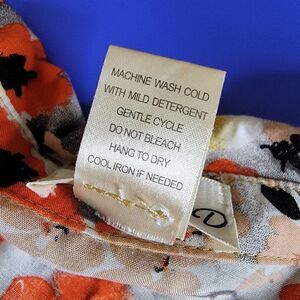 MACHINE WASH COLD
WITH MILD DETERGENT
GENTLE CYCLE
DO NOT BLEACH
HANG TO DRY
COOL IRON IF NEEDED